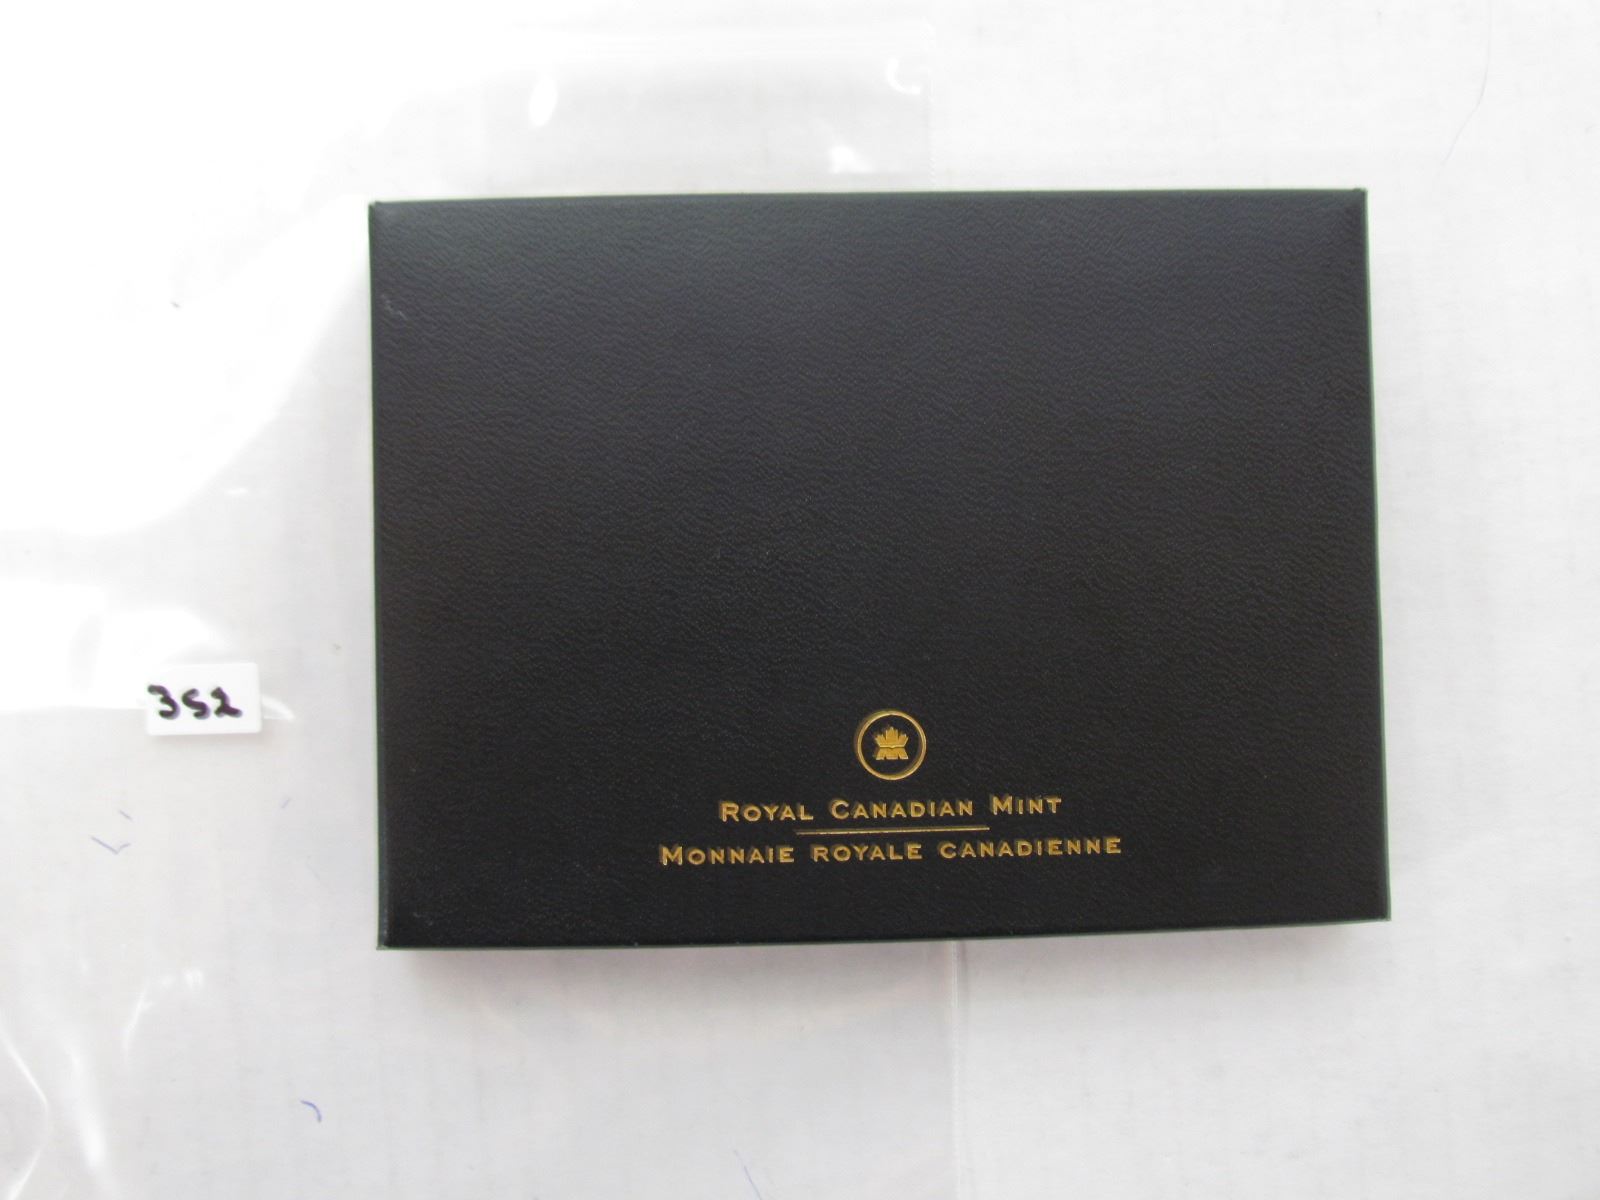 352
Royal Canadian Mint
Monnaie royale canadienne